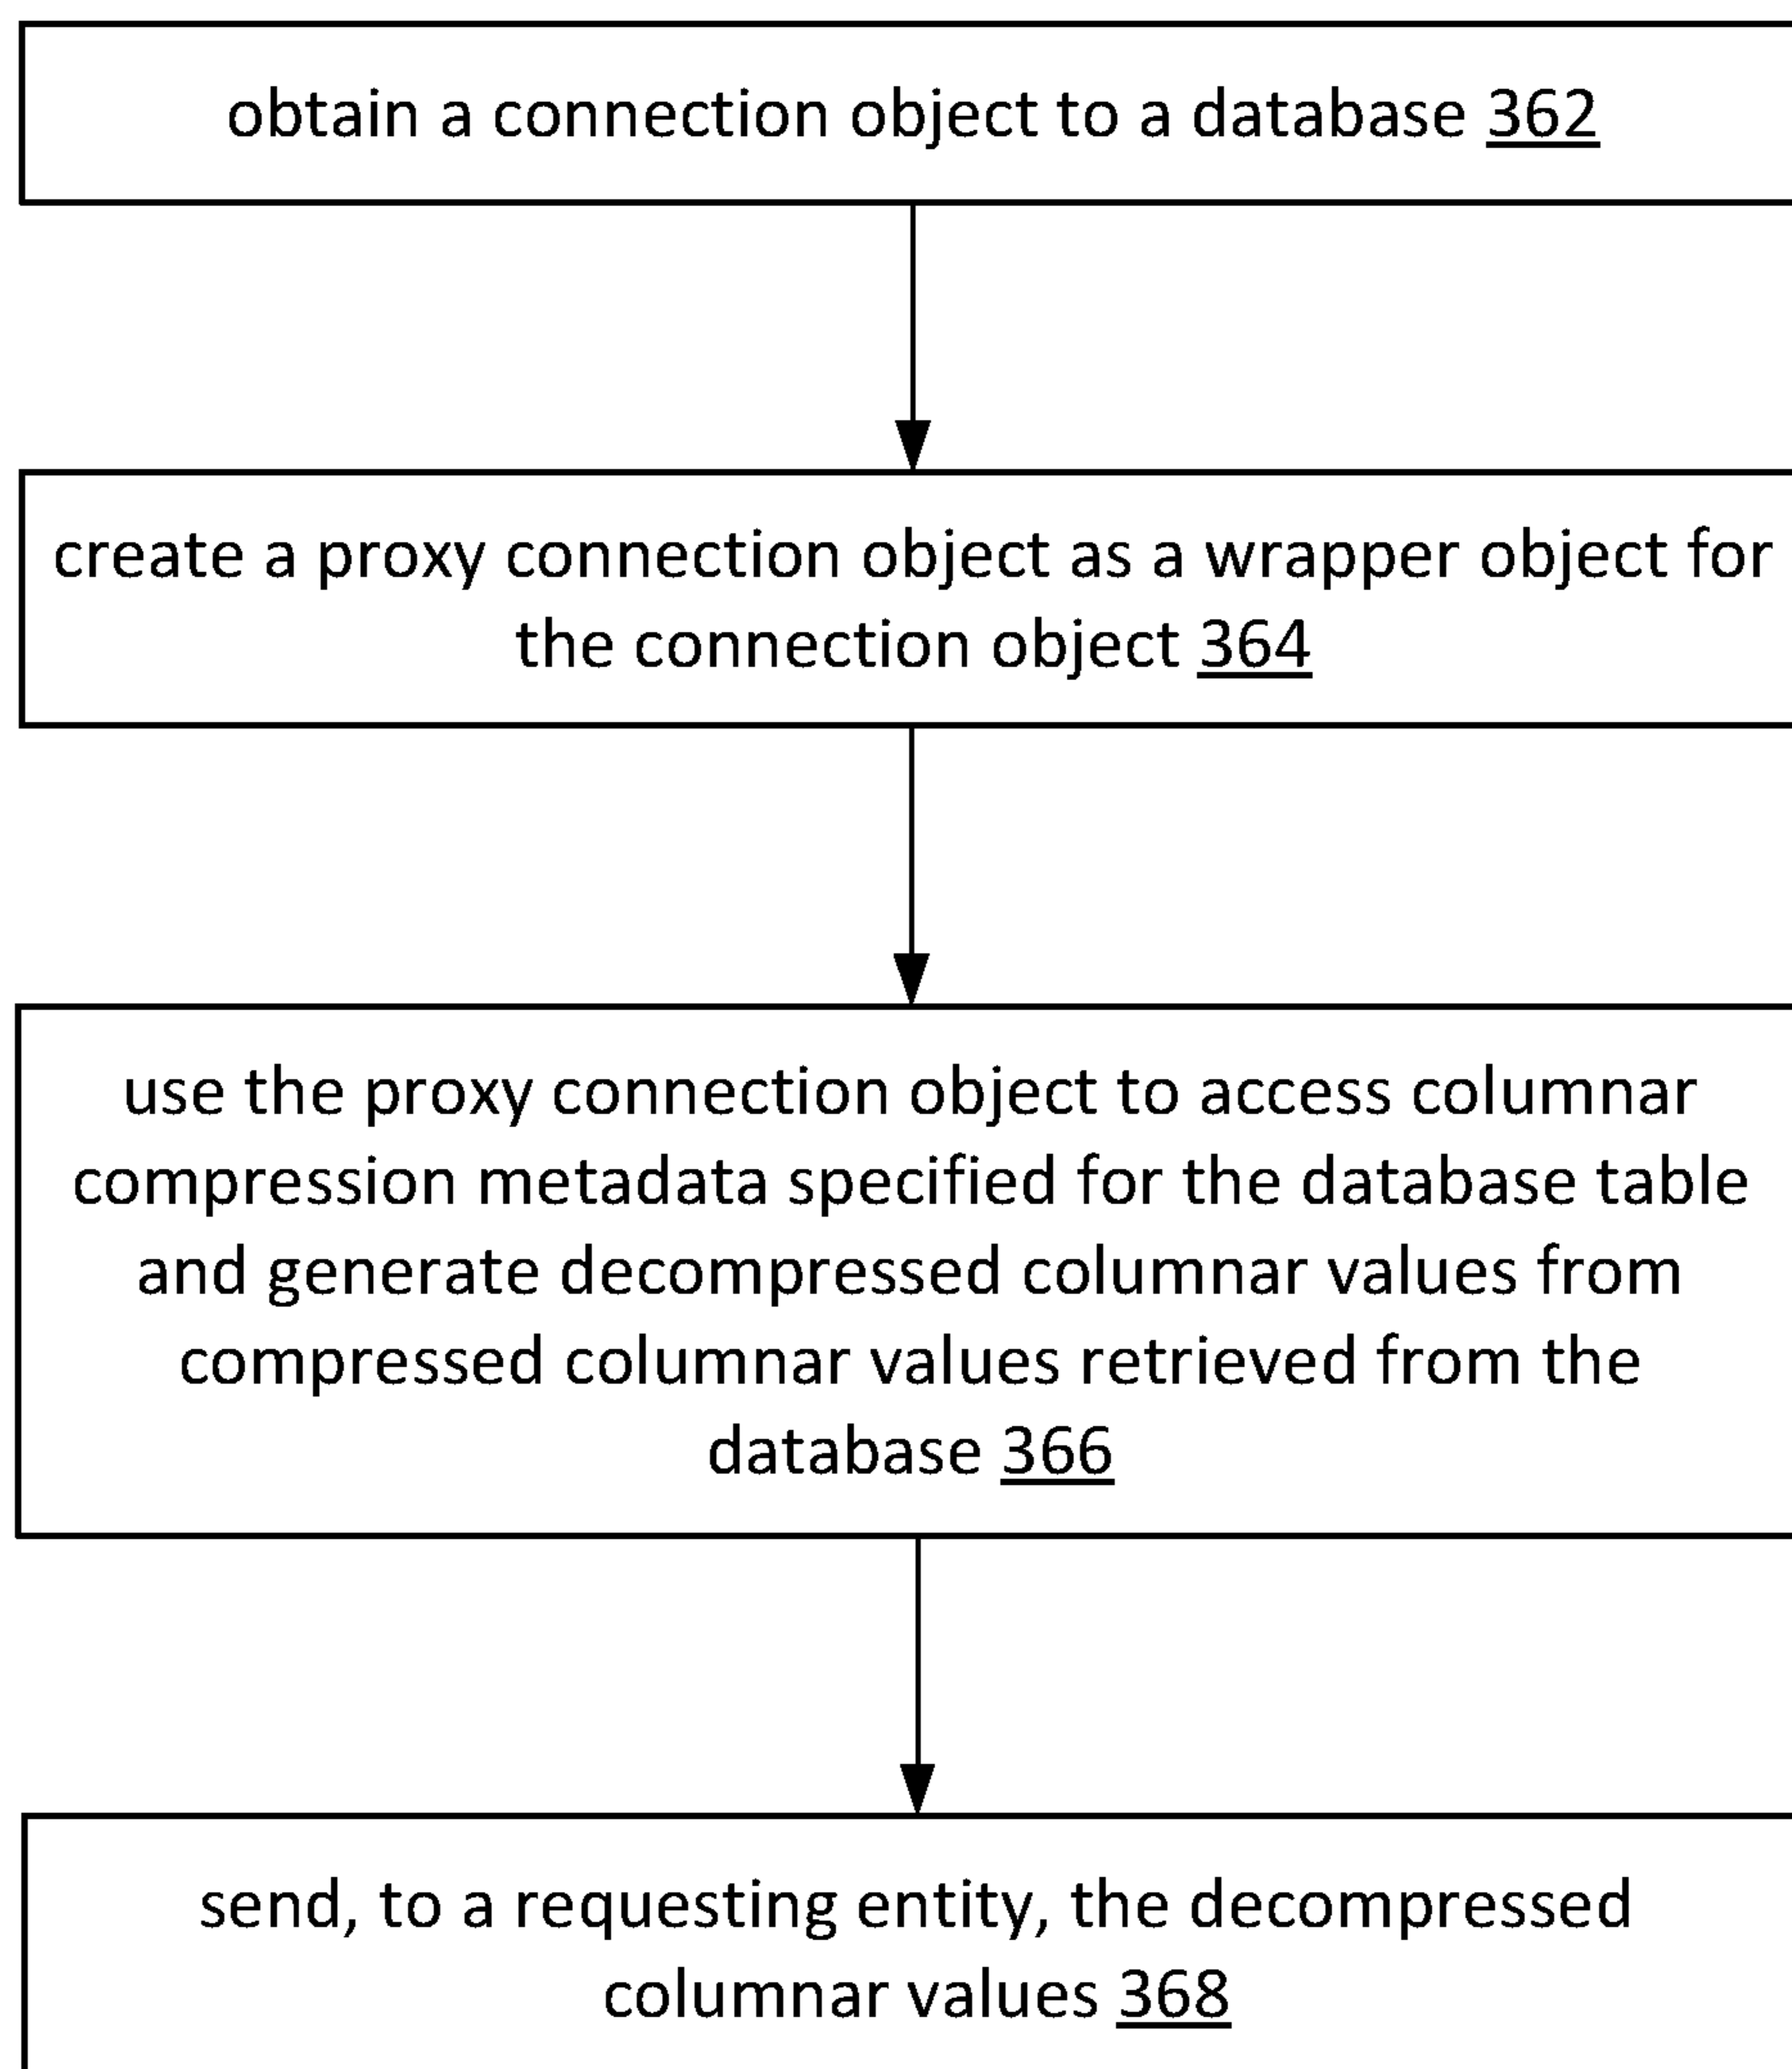 obtain a connection object to a database 362
create a proxy connection object as a wrapper object for
the connection object 364
use the proxy connection object to access columnar
compression metadata specified for the database table
and generate decompressed columnar values from
compressed columnar values retrieved from the
database 366
send, to a requesting entity, the decompressed
columnar values 368